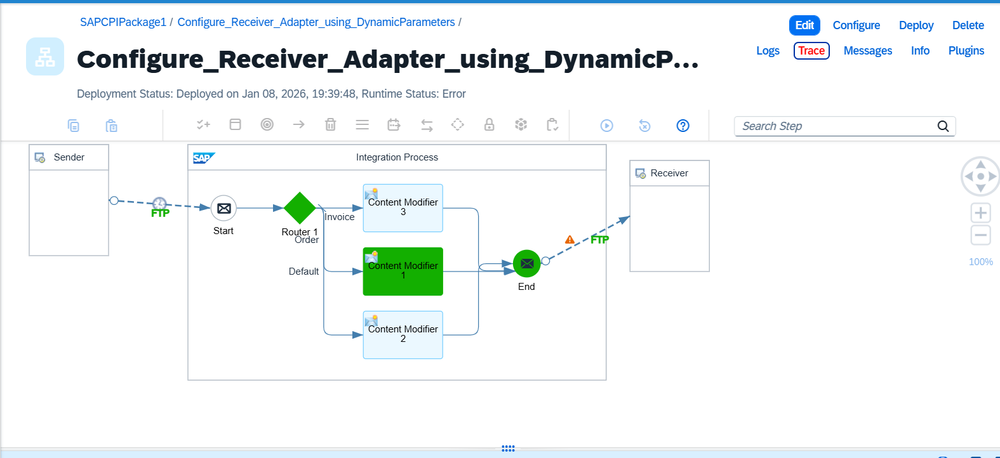 SAPCPIPackage1 / Configure_Receiver_Adapter_using_DynamicParameters /
Edit Configure Deploy Delete
Logs Trace Messages Info Plugins
Configure_Receiver_Adapter_using_DynamicP...
Deployment Status: Deployed on Jan 08, 2026, 19:39:48, Runtime Status: Error
Search Step
Sender
SAP
Integration Process
Receiver
FTP
Start
Router 1
Invoice
Order
Default
Content Modifier
3
Content Modifier
1
Content Modifier
2
End
FTP
100%